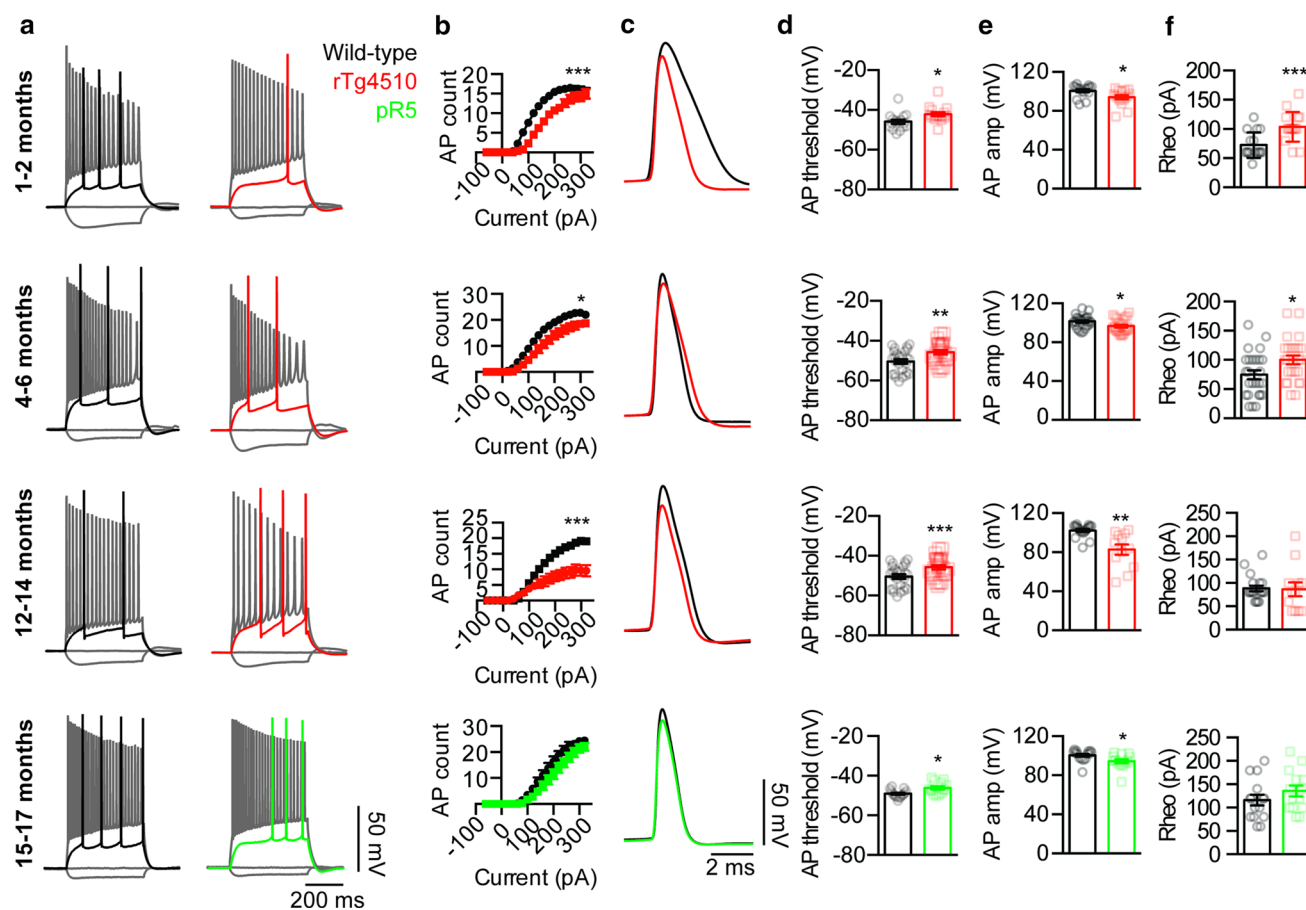 a
b
c
d
e
f
Wild-type
rTg4510
pR5
1-2 months
AP count
20
15
10
5
0
-100
0
100
200
300
Current (pA)
***
AP threshold (mV)
-20
-40
-60
-80
*
AP amp (mV)
120
80
40
0
*
Rheo (pA)
200
150
100
50
0
***
4-6 months
AP count
30
20
10
0
-100
0
100
200
300
Current (pA)
*
AP threshold (mV)
-20
-40
-60
-80
**
AP amp (mV)
120
80
40
0
*
Rheo (pA)
200
150
100
50
0
*
12-14 months
AP count
25
20
15
10
5
0
-100
0
100
200
300
Current (pA)
***
AP threshold (mV)
-20
-40
-60
-80
***
AP amp (mV)
120
80
40
0
**
Rheo (pA)
250
200
150
100
50
0
15-17 months
50 mV
200 ms
AP count
30
20
10
0
-100
0
100
200
300
Current (pA)
50 mV
2 ms
AP threshold (mV)
-20
-40
-60
-80
*
AP amp (mV)
120
80
40
0
*
Rheo (pA)
250
200
150
100
50
0